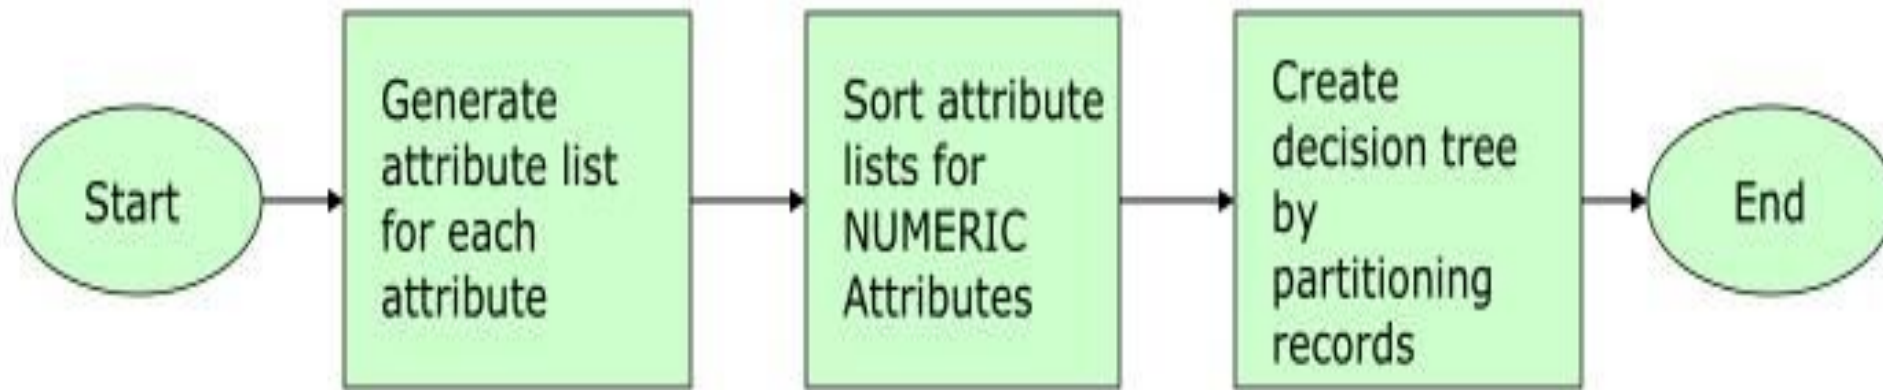 Start
Generate
attribute list
for each
attribute
Sort attribute
lists for
NUMERIC
Attributes
Create
decision tree
by
partitioning
records
End